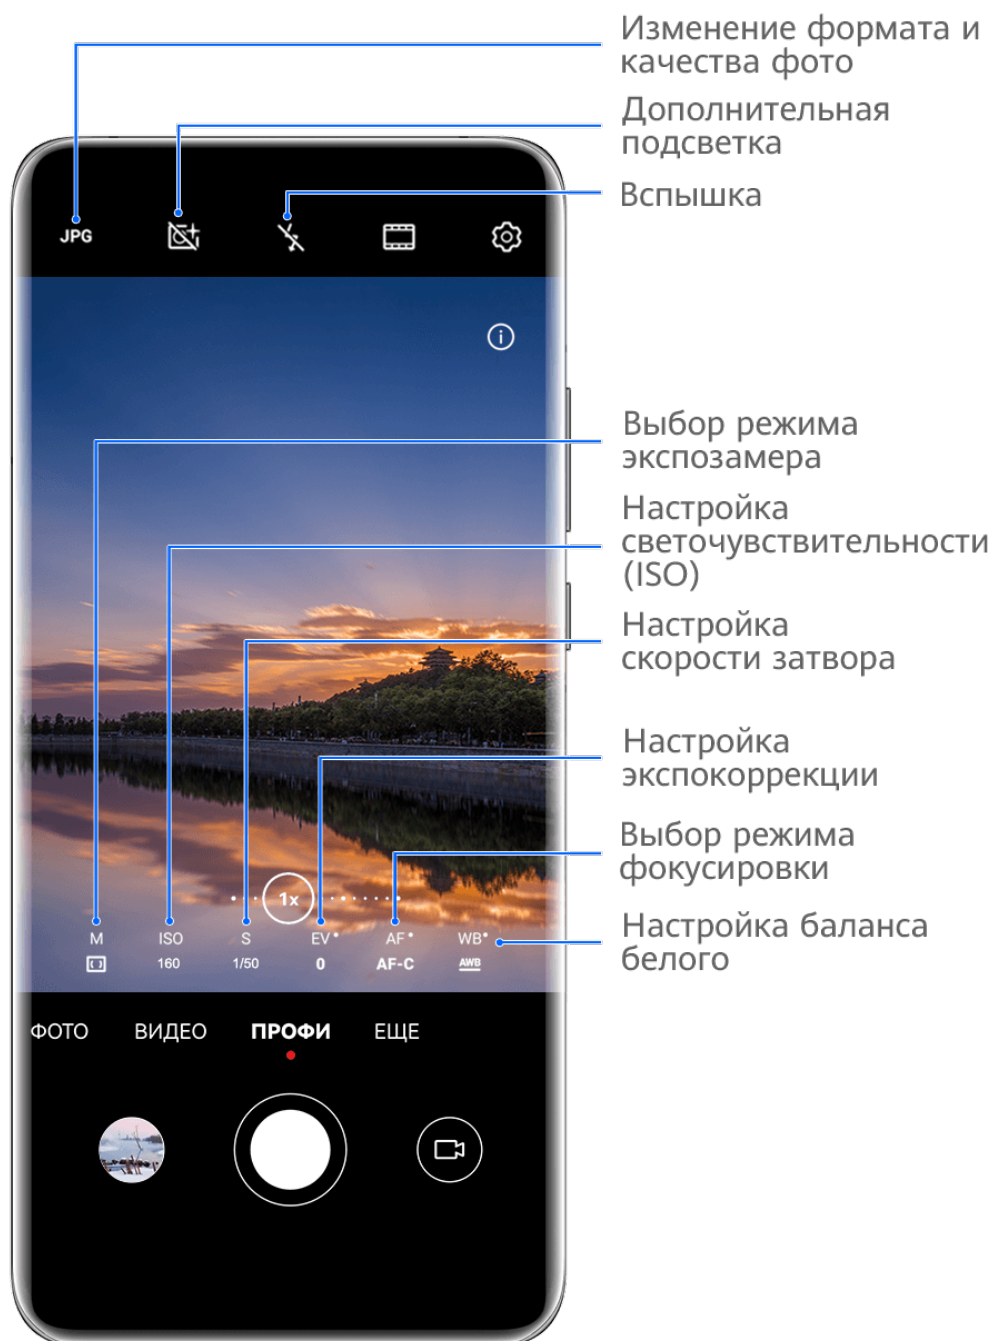 Изменение формата и
качества фото
Дополнительная
подсветка
Вспышка
JPG
Выбор режима
экспозамера
Настройка
светочувствительности
(ISO)
Настройка
скорости затвора
Настройка
экспокоррекции
Выбор режима
фокусировки
Настройка баланса
белого
1x
M ISO S EV AF WB
160 1/50 0 AF-C AWB
ФОТО ВИДЕО ПРОФИ ЕЩЕ